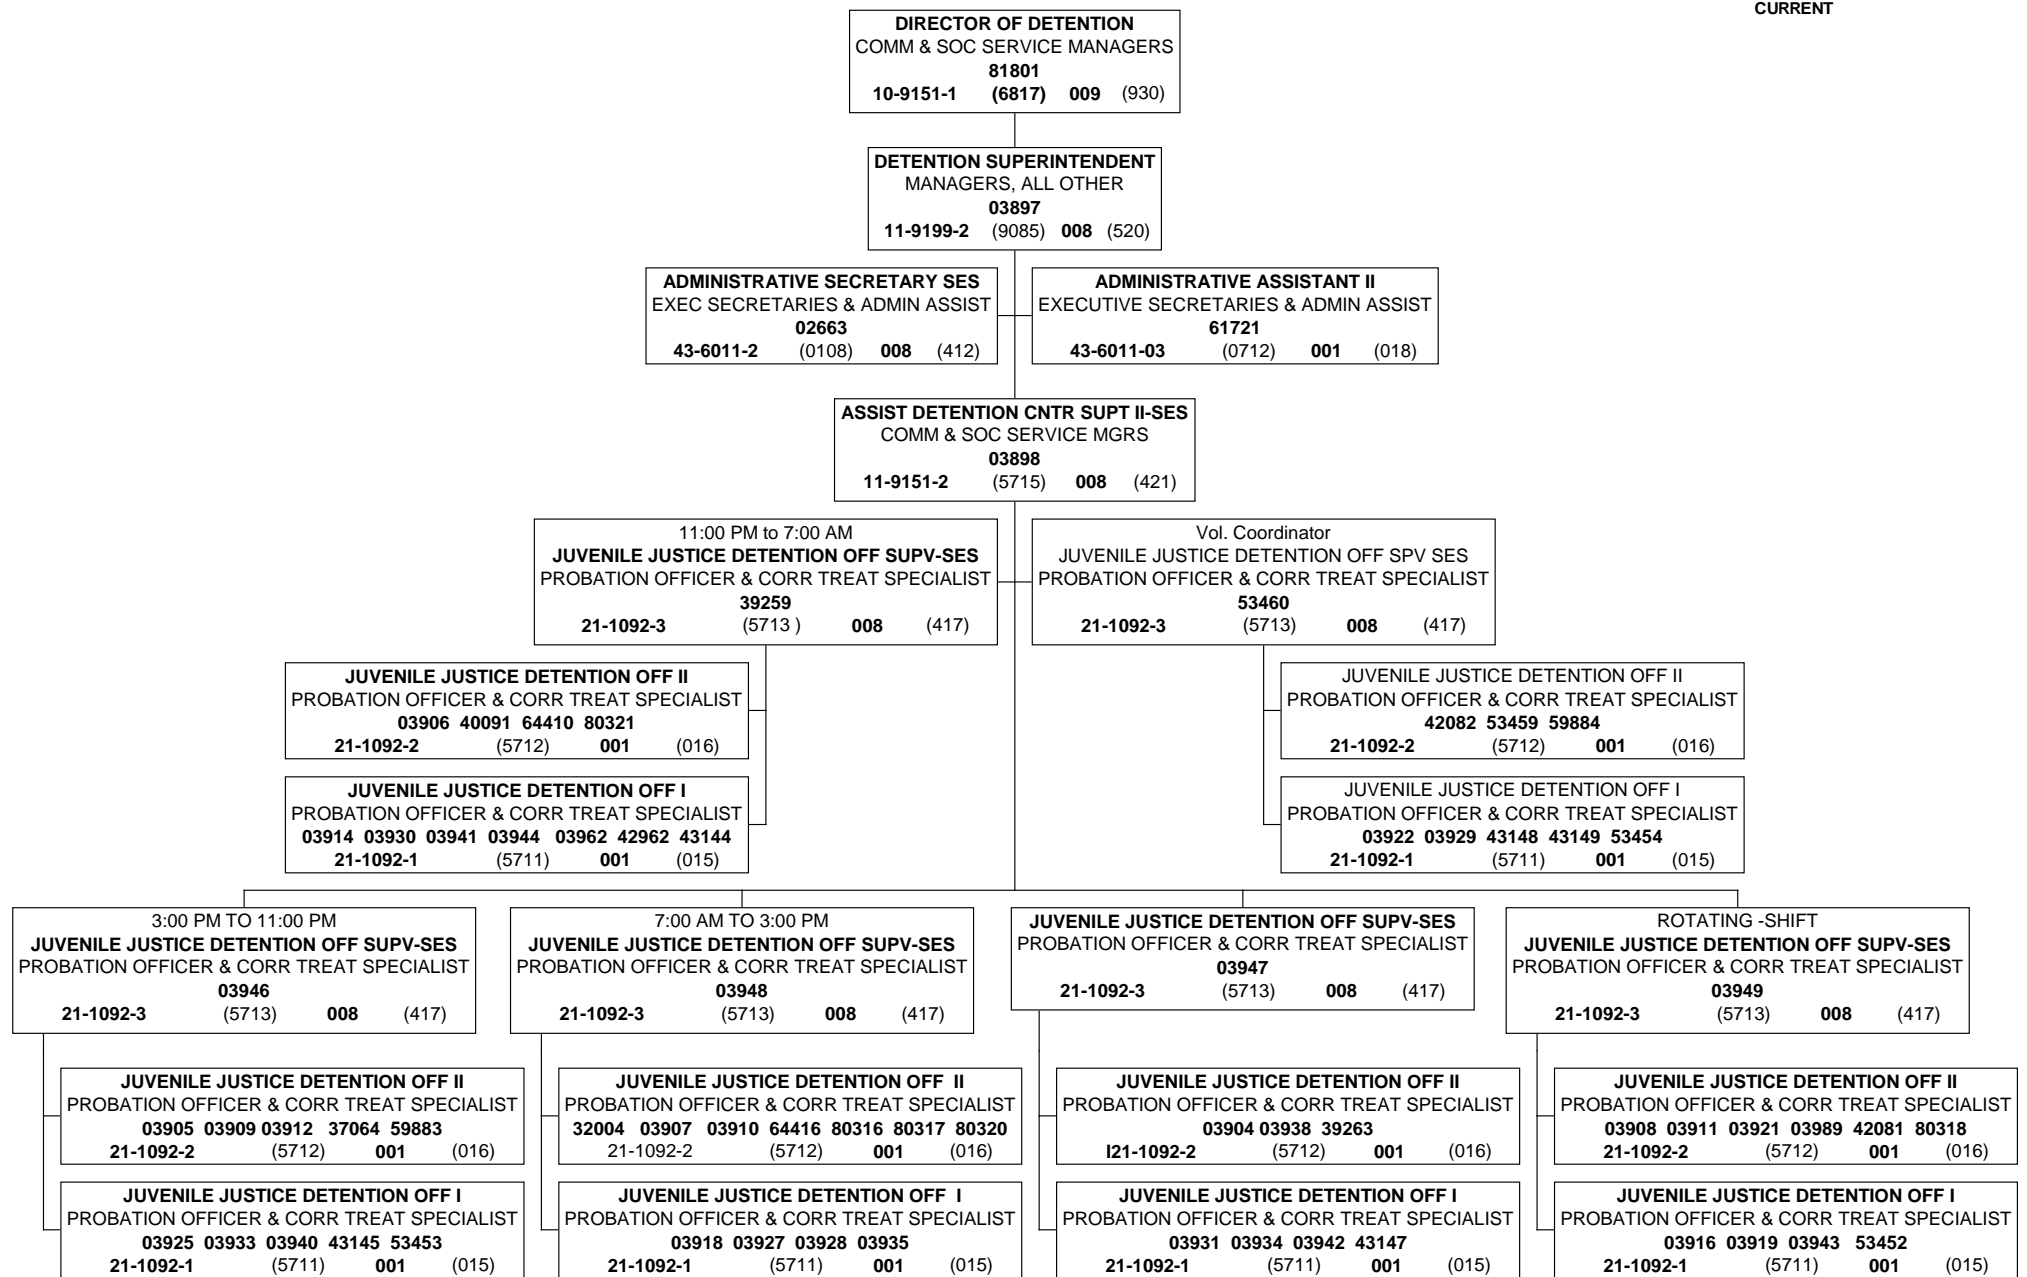 CURRENT
DIRECTOR OF DETENTION
COMM & SOC SERVICE MANAGERS
81801
10-9151-1 (6817) 009 (930)
DETENTION SUPERINTENDENT
MANAGERS, ALL OTHER
03897
11-9199-2 (9085) 008 (520)
ADMINISTRATIVE SECRETARY SES
EXEC SECRETARIES & ADMIN ASSIST
02663
43-6011-2 (0108) 008 (412)
ADMINISTRATIVE ASSISTANT II
EXECUTIVE SECRETARIES & ADMIN ASSIST
61721
43-6011-03 (0712) 001 (018)
ASSIST DETENTION CNTR SUPT II-SES
COMM & SOC SERVICE MGRS
03898
11-9151-2 (5715) 008 (421)
11:00 PM to 7:00 AM
JUVENILE JUSTICE DETENTION OFF SUPV-SES
PROBATION OFFICER & CORR TREAT SPECIALIST
39259
21-1092-3 (5713 ) 008 (417)
Vol. Coordinator
JUVENILE JUSTICE DETENTION OFF SPV SES
PROBATION OFFICER & CORR TREAT SPECIALIST
53460
21-1092-3 (5713) 008 (417)
JUVENILE JUSTICE DETENTION OFF II
PROBATION OFFICER & CORR TREAT SPECIALIST
03906 40091 64410 80321
21-1092-2 (5712) 001 (016)
JUVENILE JUSTICE DETENTION OFF I
PROBATION OFFICER & CORR TREAT SPECIALIST
03914 03930 03941 03944 03962 42962 43144
21-1092-1 (5711) 001 (015)
JUVENILE JUSTICE DETENTION OFF II
PROBATION OFFICER & CORR TREAT SPECIALIST
42082 53459 59884
21-1092-2 (5712) 001 (016)
JUVENILE JUSTICE DETENTION OFF I
PROBATION OFFICER & CORR TREAT SPECIALIST
03922 03929 43148 43149 53454
21-1092-1 (5711) 001 (015)
3:00 PM TO 11:00 PM
JUVENILE JUSTICE DETENTION OFF SUPV-SES
PROBATION OFFICER & CORR TREAT SPECIALIST
03946
21-1092-3 (5713) 008 (417)
JUVENILE JUSTICE DETENTION OFF II
PROBATION OFFICER & CORR TREAT SPECIALIST
03905 03909 03912 37064 59883
21-1092-2 (5712) 001 (016)
JUVENILE JUSTICE DETENTION OFF I
PROBATION OFFICER & CORR TREAT SPECIALIST
03925 03933 03940 43145 53453
21-1092-1 (5711) 001 (015)
7:00 AM TO 3:00 PM
JUVENILE JUSTICE DETENTION OFF SUPV-SES
PROBATION OFFICER & CORR TREAT SPECIALIST
03948
21-1092-3 (5713) 008 (417)
JUVENILE JUSTICE DETENTION OFF II
PROBATION OFFICER & CORR TREAT SPECIALIST
32004 03907 03910 64416 80316 80317 80320
21-1092-2 (5712) 001 (016)
JUVENILE JUSTICE DETENTION OFF I
PROBATION OFFICER & CORR TREAT SPECIALIST
03918 03927 03928 03935
21-1092-1 (5711) 001 (015)
JUVENILE JUSTICE DETENTION OFF SUPV-SES
PROBATION OFFICER & CORR TREAT SPECIALIST
03947
21-1092-3 (5713) 008 (417)
JUVENILE JUSTICE DETENTION OFF II
PROBATION OFFICER & CORR TREAT SPECIALIST
03904 03938 39263
I21-1092-2 (5712) 001 (016)
JUVENILE JUSTICE DETENTION OFF I
PROBATION OFFICER & CORR TREAT SPECIALIST
03931 03934 03942 43147
21-1092-1 (5711) 001 (015)
ROTATING -SHIFT
JUVENILE JUSTICE DETENTION OFF SUPV-SES
PROBATION OFFICER & CORR TREAT SPECIALIST
03949
21-1092-3 (5713) 008 (417)
JUVENILE JUSTICE DETENTION OFF II
PROBATION OFFICER & CORR TREAT SPECIALIST
03908 03911 03921 03989 42081 80318
21-1092-2 (5712) 001 (016)
JUVENILE JUSTICE DETENTION OFF I
PROBATION OFFICER & CORR TREAT SPECIALIST
03916 03919 03943 53452
21-1092-1 (5711) 001 (015)